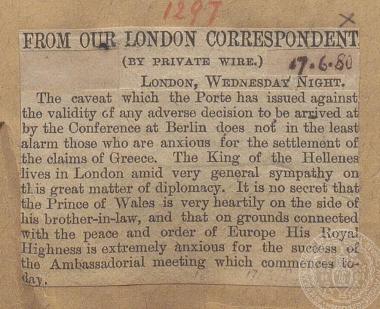 1297
x
FROM OUR LONDON CORRESPONDENT
(BY PRIVATE WIRE.)
17.6.80
LONDON, WEDNESDAY NIGHT.
The caveat which the Porte has issued against
the validity of any adverse decision to be arrived at
by the Conference at Berlin does not in the least
alarm those who are anxious for the settlement of
the claims of Greece. The King of the Hellenes
lives in London amid very general sympathy on
this great matter of diplomacy. It is no secret that
the Prince of Wales is very heartily on the side of
his brother-in-law, and that on grounds connected
with the peace and order of Europe His Royal
Highness is extremely anxious for the success of
the Ambassadorial meeting which commences to-
day.